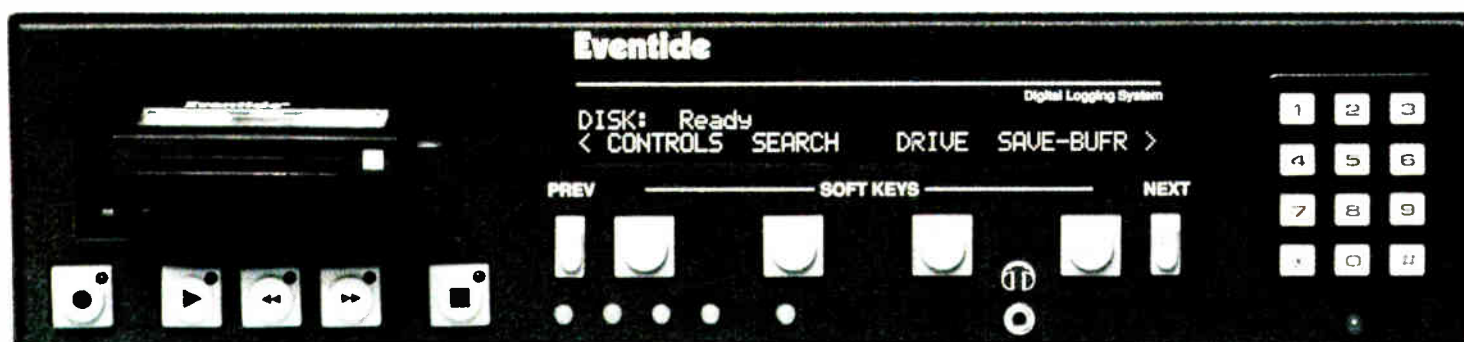 Eventide
Eventide
Digital Logging System
DISK: Ready
< CONTROLS SEARCH DRIVE SAVE-BUFR >
PREV SOFT KEYS NEXT
1 2 3
4 5 6
7 8 9
0 #